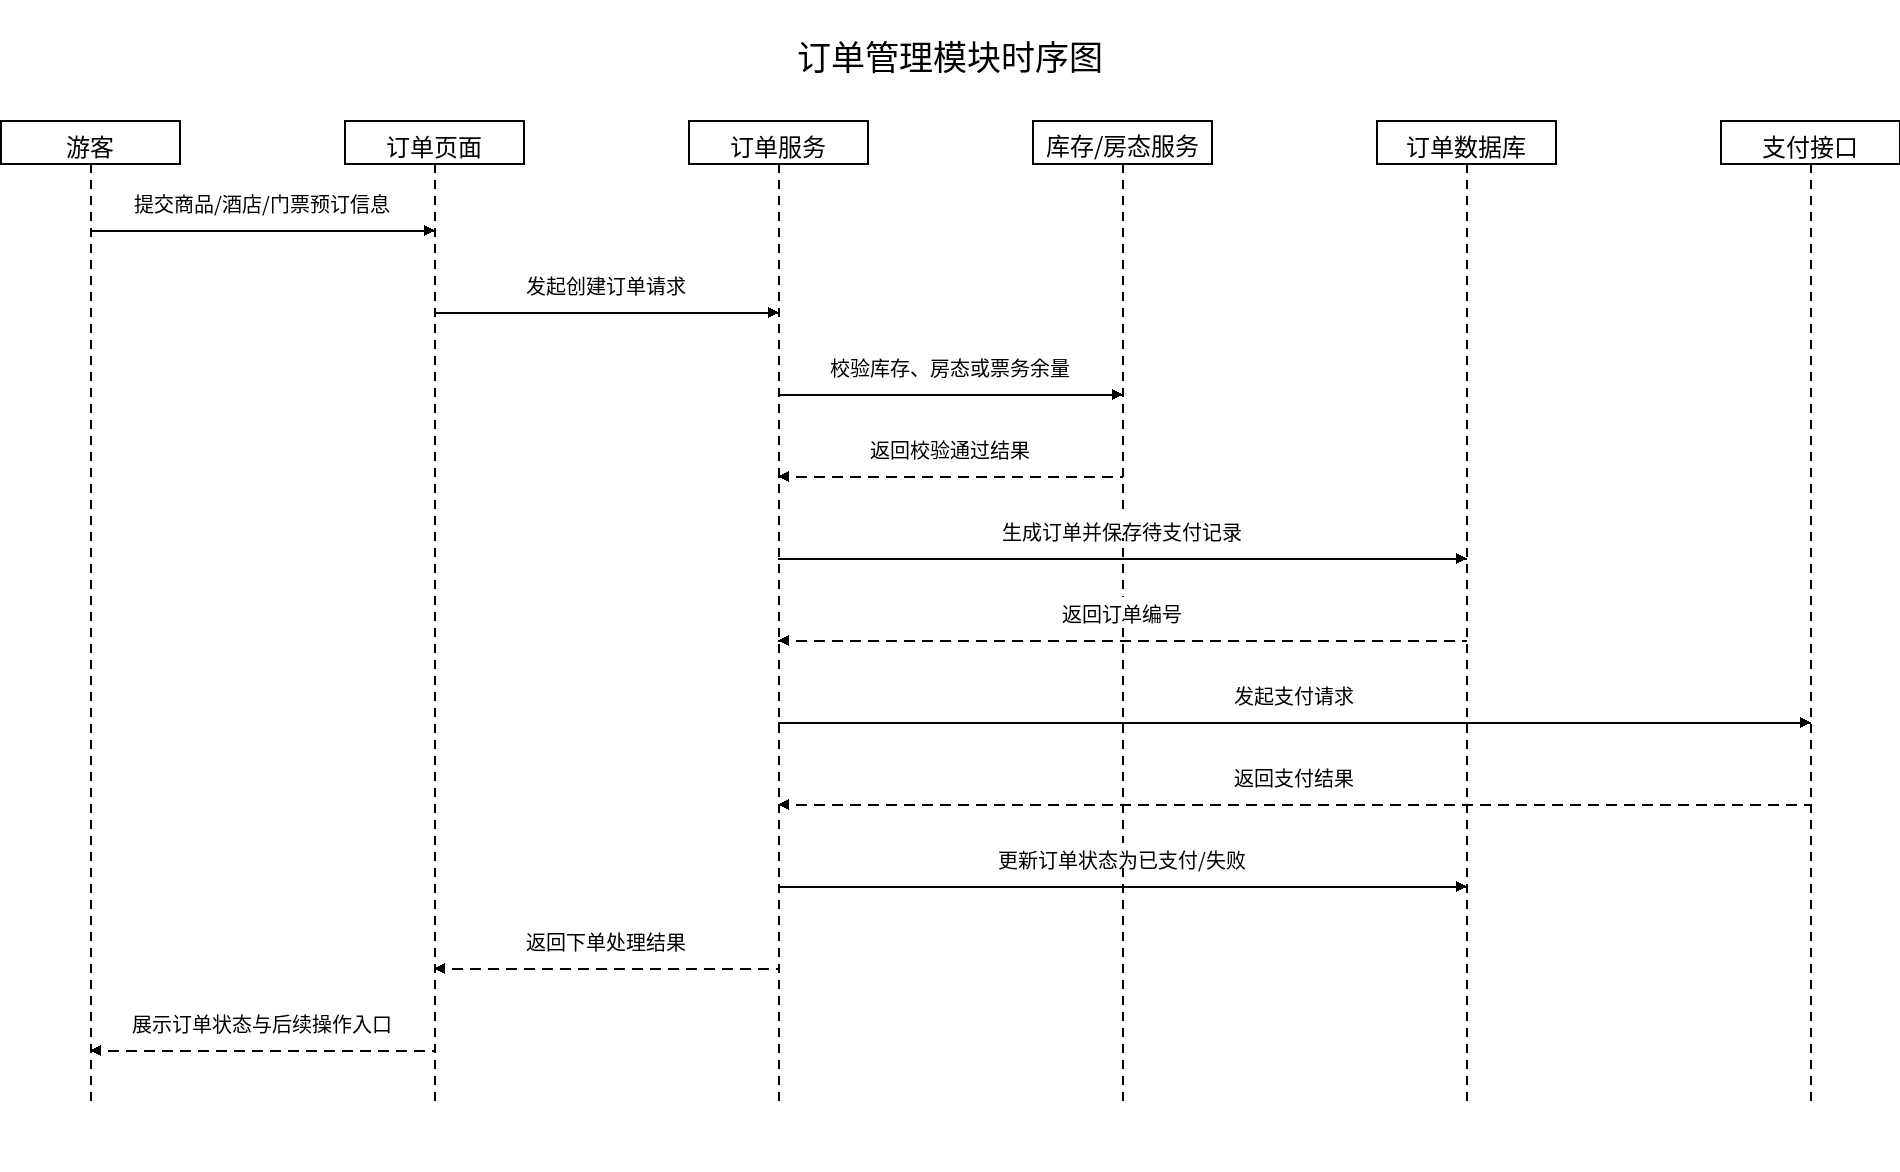 订单管理模块时序图
游客
订单页面
订单服务
库存/房态服务
订单数据库
支付接口
提交商品/酒店/门票预订信息
发起创建订单请求
校验库存、房态或票务余量
返回校验通过结果
生成订单并保存待支付记录
返回订单编号
发起支付请求
返回支付结果
更新订单状态为已支付/失败
返回下单处理结果
展示订单状态与后续操作入口